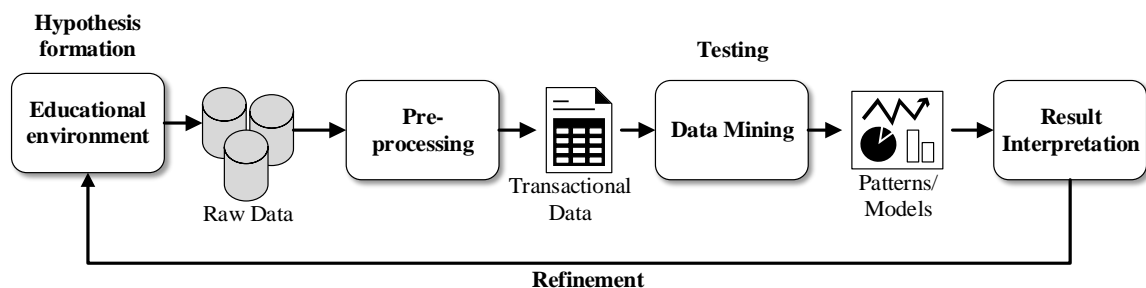 Hypothesis
formation
Educational
environment
Raw Data
Pre-
processing
Transactional
Data
Testing
Data Mining
Patterns/
Models
Result
Interpretation
Refinement